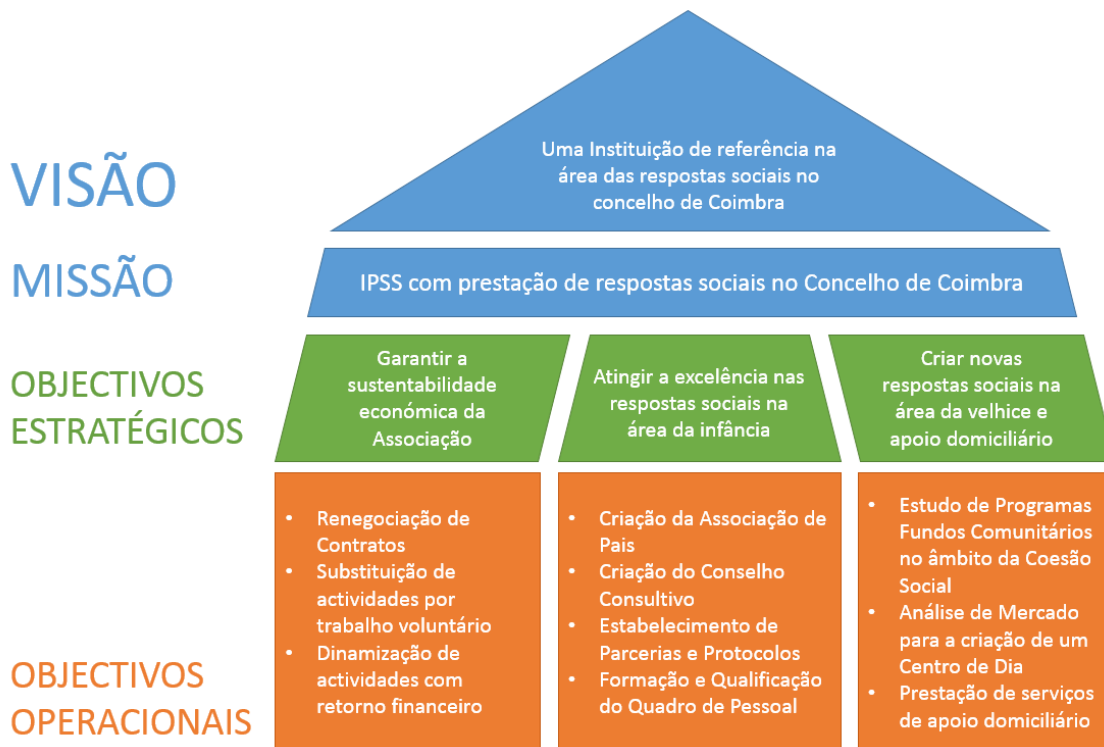 VISÃO
Uma Instituição de referência na
área das respostas sociais no
concelho de Coimbra
MISSÃO
IPSS com prestação de respostas sociais no Concelho de Coimbra
OBJECTIVOS
ESTRATÉGICOS
Garantir a
sustentabilidade
económica da
Associação
Atingir a excelência nas
respostas sociais na
área da infância
Criar novas
respostas sociais na
área da velhice e
apoio domiciliário
OBJECTIVOS
OPERACIONAIS
• Renegociação de
Contratos
• Substituição de
actividades por
trabalho voluntário
• Dinamização de
actividades com
retorno financeiro
• Criação da Associação de
Pais
• Criação do Conselho
Consultivo
• Estabelecimento de
Parcerias e Protocolos
• Formação e Qualificação
do Quadro de Pessoal
• Estudo de Programas
Fundos Comunitários
no âmbito da Coesão
Social
• Análise de Mercado
para a criação de um
Centro de Dia
• Prestação de serviços
de apoio domiciliário